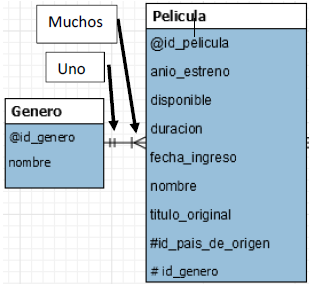 Muchos
Uno
Genero
@id_genero
nombre
Pelicula
@id_pelicula
anio_estreno
disponible
duracion
fecha_ingreso
nombre
titulo_original
#id_pais_de_origen
# id_genero